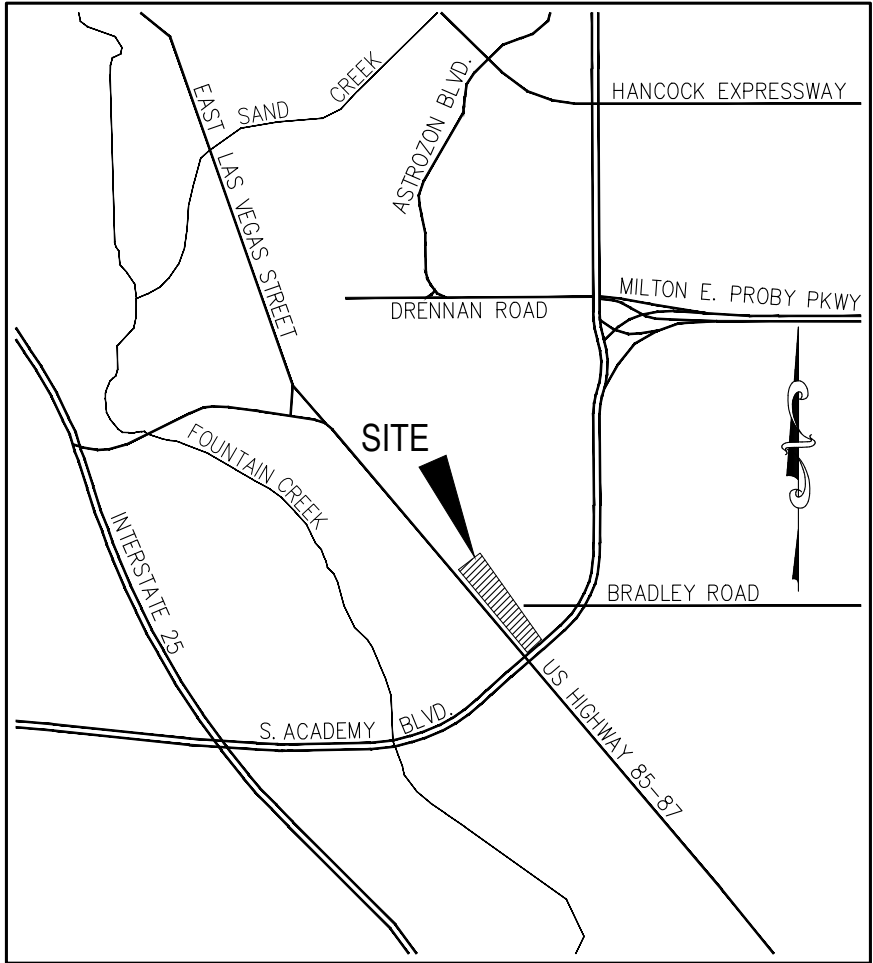 EAST LAS VEGAS STREET
SAND CREEK
ASTROZON BLVD.
HANCOCK EXPRESSWAY
MILTON E. PROBY PKWY
DRENNAN ROAD
SITE
FOUNTAIN CREEK
INTERSTATE 25
BRADLEY ROAD
S. ACADEMY BLVD.
US HIGHWAY 85-87